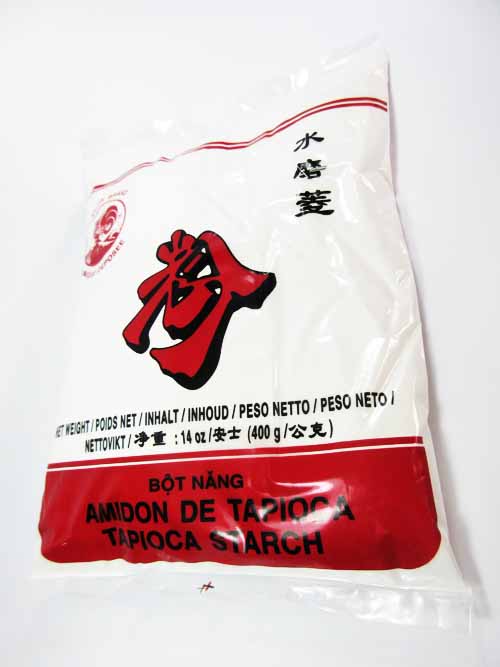 水磨菱
粉
NET WEIGHT / POIDS NET / INHALT / INHOUD / PESO NETTO / PESO NETO /
NETTOVIKT / 净重 : 14 oz / 安士 (400 g / 公克)
BỘT NĂNG
AMIDON DE TAPIOCA
TAPIOCA STARCH